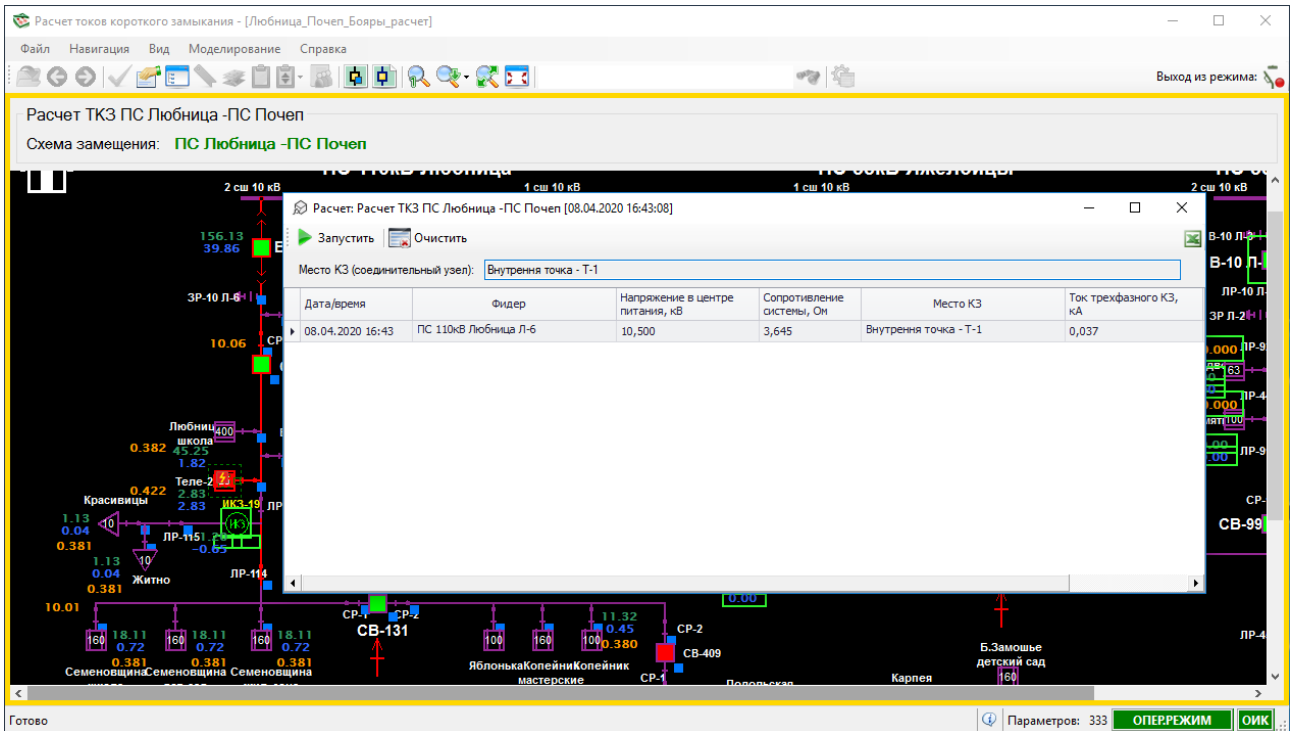 Расчет токов короткого замыкания - [Любница_Почеп_Бояры_расчет]
Файл Навигация Вид Моделирование Справка
Выход из режима:
Расчет ТКЗ ПС Любница -ПС Почеп
Схема замещения: ПС Любница -ПС Почеп
2 сш 10 кВ
1 сш 10 кВ
1 сш 10 кВ
2 сш 10 кВ
Расчет: Расчет ТКЗ ПС Любница -ПС Почеп [08.04.2020 16:43:08]
Запустить Очистить
Место КЗ (соединительный узел): Внутрення точка - Т-1
Дата/время Фидер Напряжение в центре питания, кВ Сопротивление системы, Ом Место КЗ Ток трехфазного КЗ, кА
08.04.2020 16:43 ПС 110кВ Любница Л-6 10,500 3,645 Внутрення точка - Т-1 0,037
156.13
39.86
ЗР-10 Л-6
10.06
СР
Любниц
школа
400
0.382
45.25
1.82
Теле-2
0.422
2.83
2.83
ИКЗ-19
ЛР
Красивицы
1.13
0.04
0.381
10
ЛР-115
-0.65
ИКЗ
1.13
0.04
0.381
10
Житно
ЛР-114
10.01
160
18.11
0.72
0.381
160
18.11
0.72
0.381
160
18.11
0.72
0.381
Семеновщина Семеновщина Семеновщина
СР-1
СР-2
СВ-131
100
160
100
11.32
0.45
0.380
Яблонька Копейник Копейник
мастерские
СР-2
СВ-409
СР-1
0.00
Подольская
Карпея
Б.Замошье
детский сад
160
В-10 Л-
ЛР-10 Л-
ЗР Л-2
ЛР-9
63
ЛР-4
100
ЛР-9
СР-
СВ-99
ЛР-4
Готово
Параметров: 333
ОПЕР.РЕЖИМ
ОИК